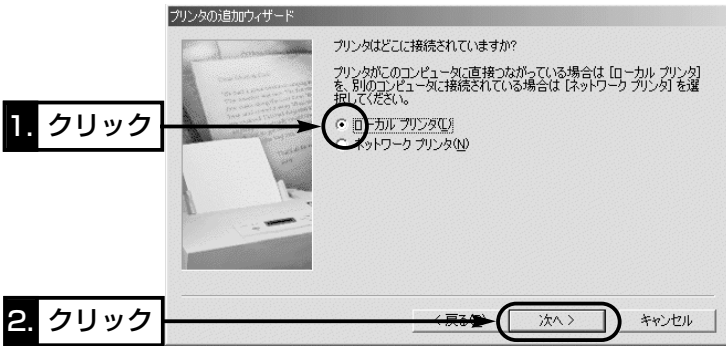 プリンタの追加ウィザード
プリンタはどこに接続されていますか?
プリンタがこのコンピュータに直接つながっている場合は [ローカル プリンタ]
を、別のコンピュータに接続されている場合は [ネットワーク プリンタ] を選
択してください。
1. クリック
ローカル プリンタ(L)
ネットワーク プリンタ(N)
2. クリック
< 戻る(B)
次へ >
キャンセル